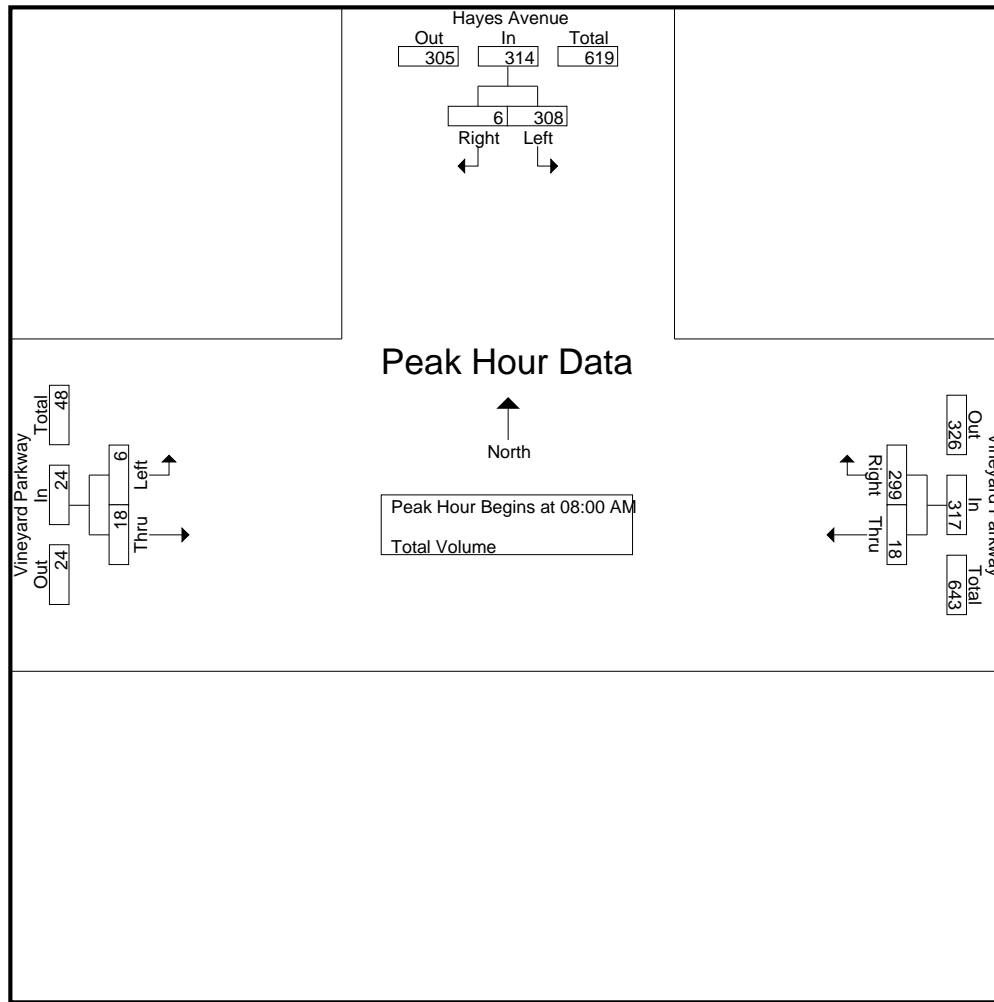 Hayes Avenue
Out In Total
305 314 619
6 308
Right Left
Peak Hour Data
North
Peak Hour Begins at 08:00 AM
Total Volume
Vineyard Parkway
Out In Total
24 24 48
Left Thru
6 18
Vineyard Parkway
Out In Total
326 317 643
Right Thru
299 18